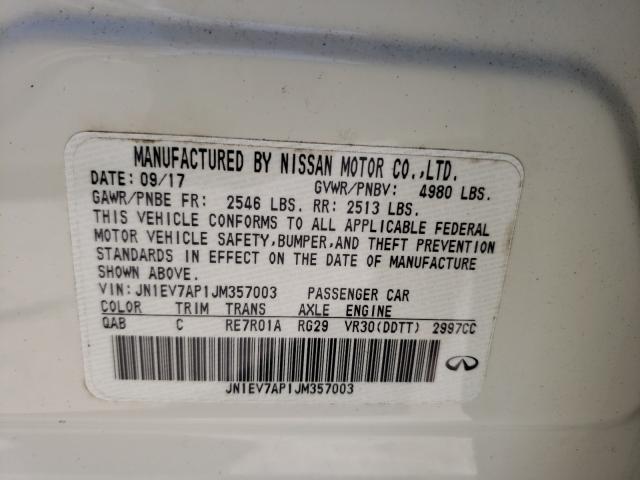 MANUFACTURED BY NISSAN MOTOR CO.,LTD.
DATE: 09/17 GVWR/PNBV: 4980 LBS.
GAWR/PNBE FR: 2546 LBS. RR: 2513 LBS.
THIS VEHICLE CONFORMS TO ALL APPLICABLE FEDERAL
MOTOR VEHICLE SAFETY,BUMPER,AND THEFT PREVENTION
STANDARDS IN EFFECT ON THE DATE OF MANUFACTURE
SHOWN ABOVE.
VIN: JN1EV7AP1JM357003 PASSENGER CAR
COLOR TRIM TRANS AXLE ENGINE
QAB C RE7R01A RG29 VR30(DDTT) 2997CC
JN1EV7AP1JM357003